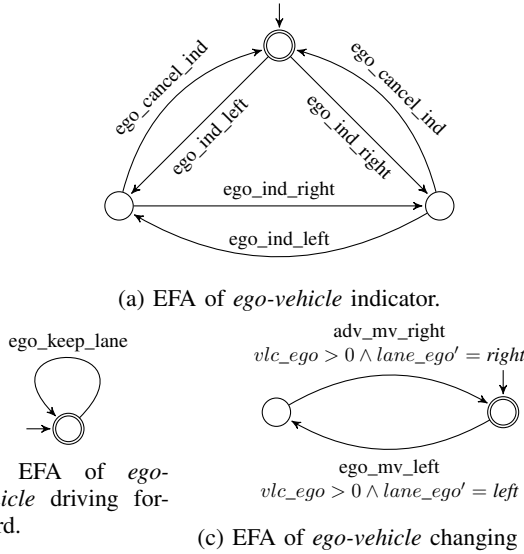 ego_cancel_ind
ego_ind_left
ego_ind_right
ego_cancel_ind
ego_ind_right
ego_ind_left
(a) EFA of ego-vehicle indicator.
ego_keep_lane
EFA of ego-
hicle driving for-
rd.
adv_mv_right
vlc_ego > 0 ∧ lane_ego′ = right
ego_mv_left
vlc_ego > 0 ∧ lane_ego′ = left
(c) EFA of ego-vehicle changing